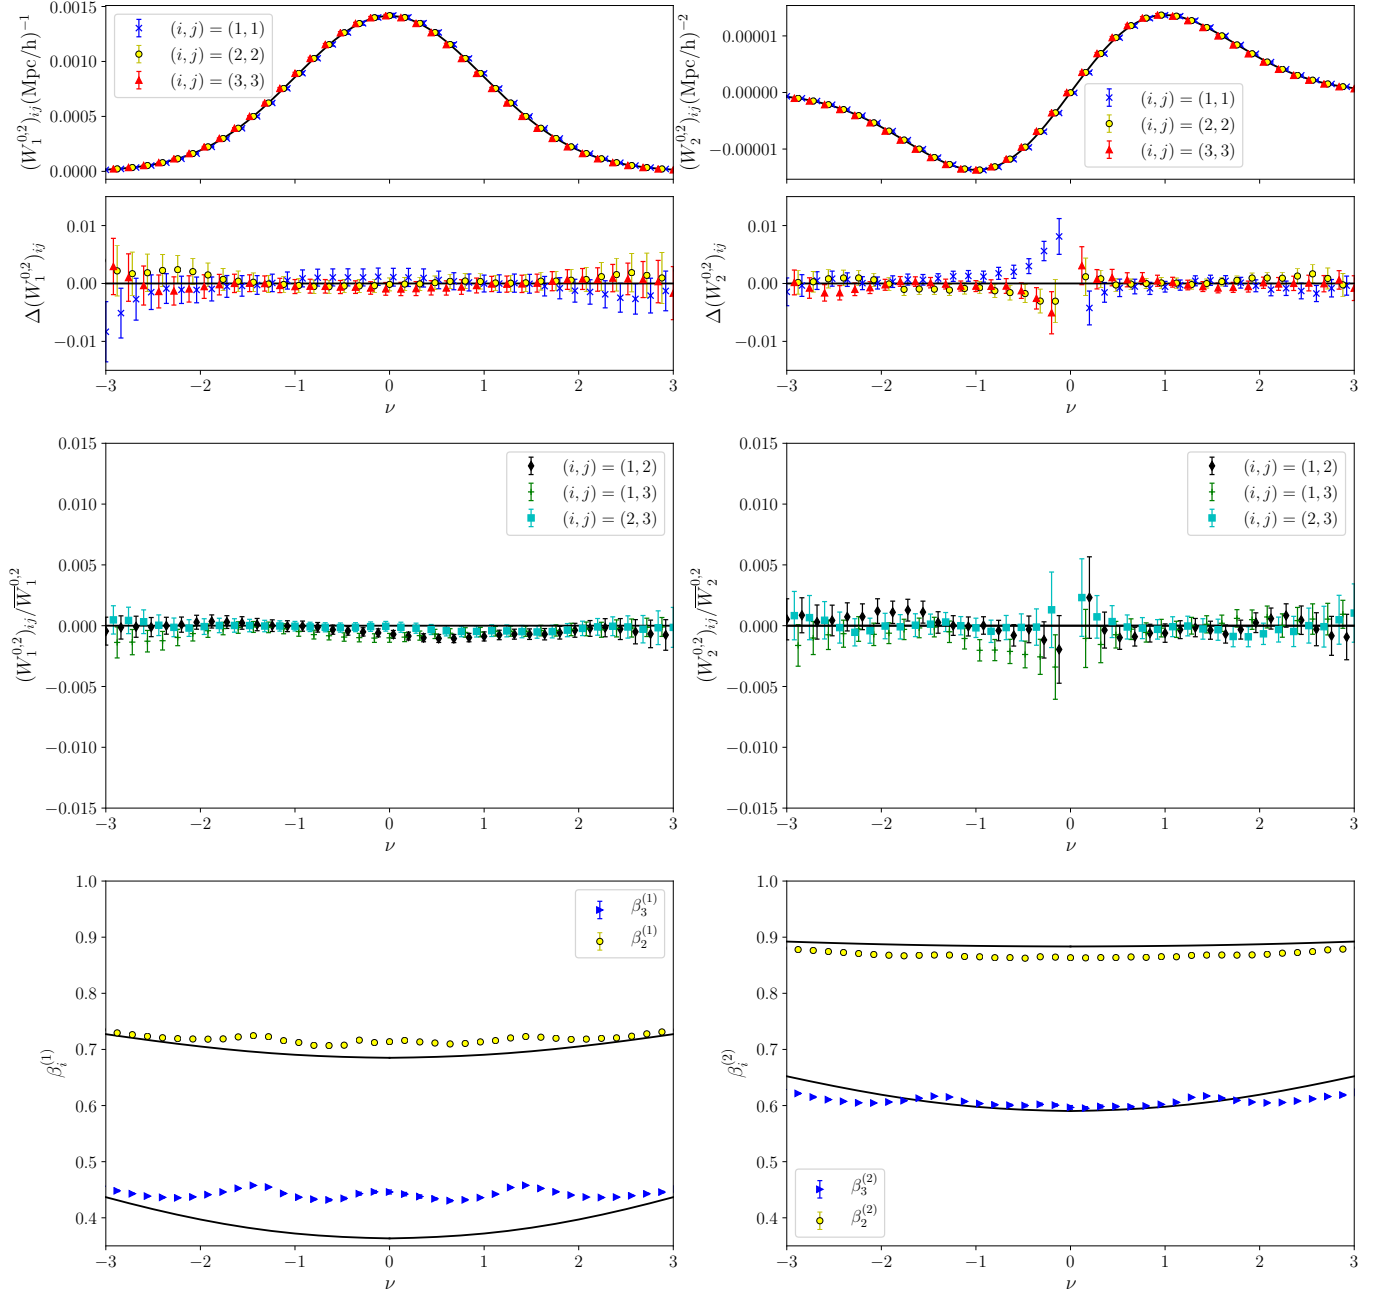 0.0015
0.0010
0.0005
0.0000
(W_1^{0,2})_{ij}(Mpc/h)^{−1}
(i, j) = (1, 1)
(i, j) = (2, 2)
(i, j) = (3, 3)
0.01
0.00
−0.01
Δ(W_1^{0,2})_{ij}
−3 −2 −1 0 1 2 3
ν
0.00001
0.00000
−0.00001
(W_2^{0,2})_{ij}(Mpc/h)^{−2}
(i, j) = (1, 1)
(i, j) = (2, 2)
(i, j) = (3, 3)
0.01
0.00
−0.01
Δ(W_2^{0,2})_{ij}
−3 −2 −1 0 1 2 3
ν
0.015
0.010
0.005
0.000
−0.005
−0.010
−0.015
(W_1^{0,2})_{ij}/\overline{W}_1^{0,2}
(i, j) = (1, 2)
(i, j) = (1, 3)
(i, j) = (2, 3)
−3 −2 −1 0 1 2 3
ν
0.015
0.010
0.005
0.000
−0.005
−0.010
−0.015
(W_2^{0,2})_{ij}/\overline{W}_2^{0,2}
(i, j) = (1, 2)
(i, j) = (1, 3)
(i, j) = (2, 3)
−3 −2 −1 0 1 2 3
ν
1.0
0.9
0.8
0.7
0.6
0.5
0.4
β_i^{(1)}
β_3^{(1)}
β_2^{(1)}
−3 −2 −1 0 1 2 3
ν
1.0
0.9
0.8
0.7
0.6
0.5
0.4
β_i^{(2)}
β_3^{(2)}
β_2^{(2)}
−3 −2 −1 0 1 2 3
ν